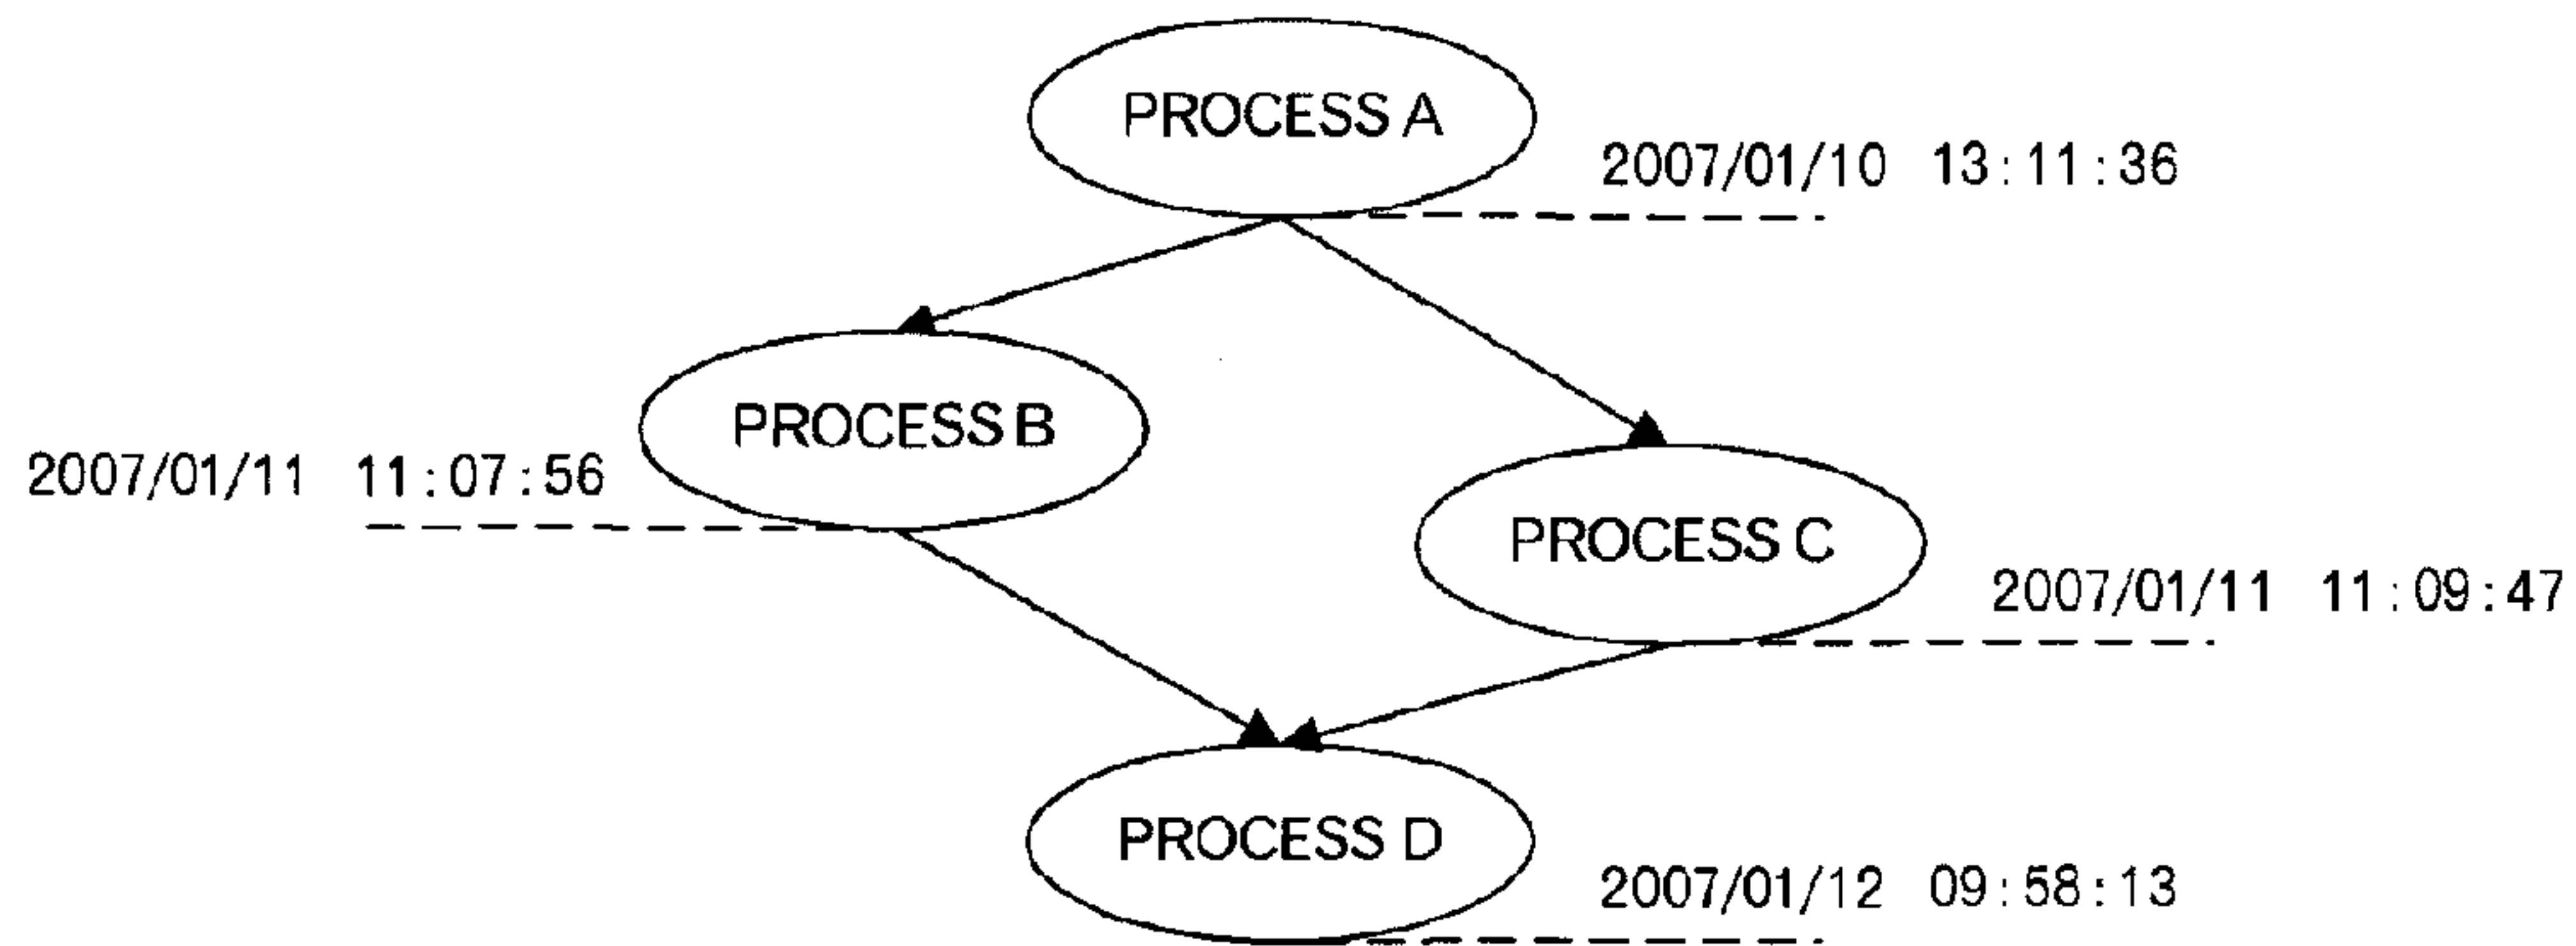 PROCESS A
2007/01/10 13:11:36
PROCESS B
2007/01/11 11:07:56
PROCESS C
2007/01/11 11:09:47
PROCESS D
2007/01/12 09:58:13